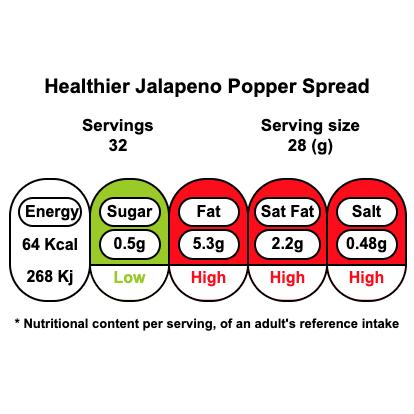 Healthier Jalapeno Popper Spread
Servings Serving size
32 28 (g)
Energy Sugar Fat Sat Fat Salt
64 Kcal 0.5g 5.3g 2.2g 0.48g
268 Kj Low High High High
* Nutritional content per serving, of an adult's reference intake